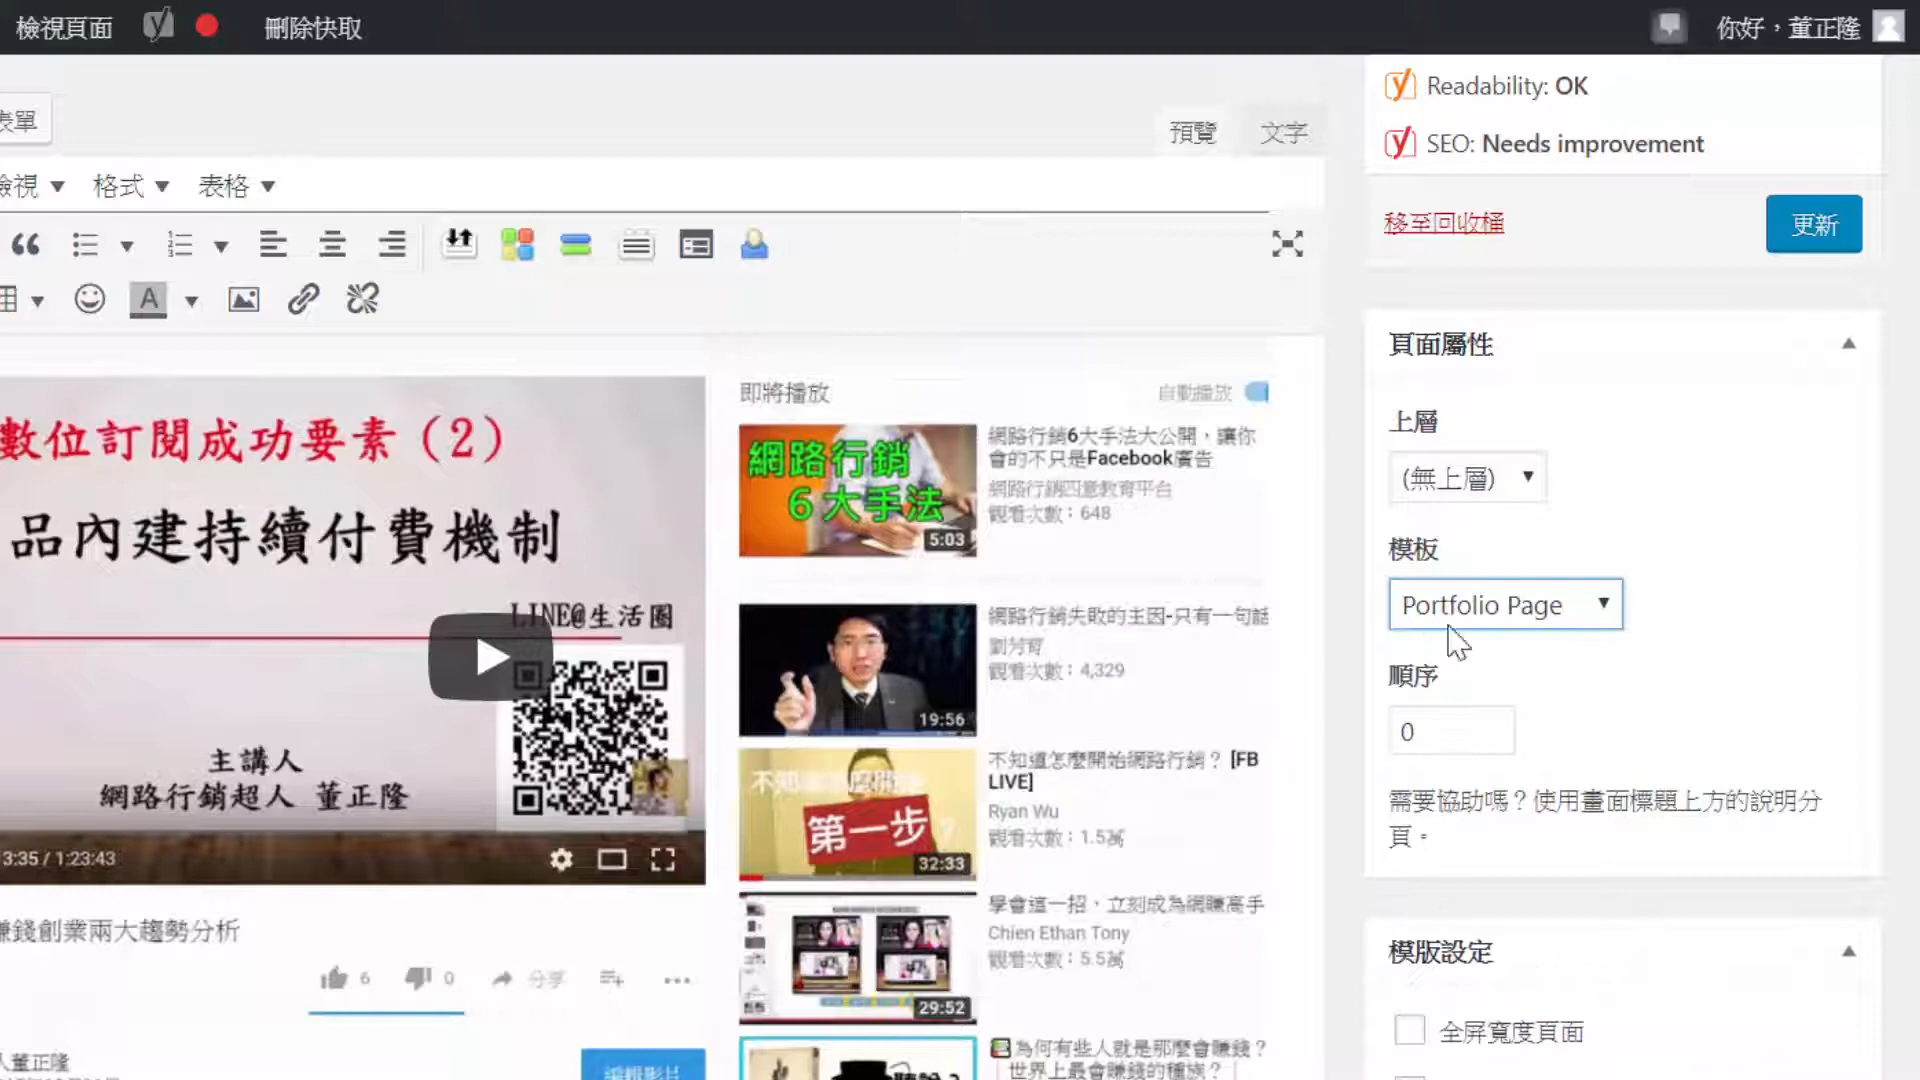 檢視頁面
刪除快取
你好，董正隆
表單
預覽
文字
檢視 格式 表格
Readability: OK
SEO: Needs improvement
移至回收桶
更新
頁面屬性
上層
(無上層)
模板
Portfolio Page
順序
0
需要協助嗎？使用畫面標題上方的說明分
頁。
模版設定
全屏寬度頁面
數位訂閱成功要素（2）
品內建持續付費機制
LINE@生活圈
主講人
網路行銷超人 董正隆
3:35 / 1:23:43
賺錢創業兩大趨勢分析
6
0
分享
人董正隆
編輯影片
即將播放
自動播放
網路行銷
6大手法
5:03
網路行銷6大手法大公開，讓你
會的不只是Facebook廣告
網路行銷四意教育平台
觀看次數：648
19:56
網路行銷失敗的主因-只有一句話
觀看次數：4,329
第一步
32:33
不知道怎麼開始網路行銷？ [FB
LIVE]
Ryan Wu
觀看次數：1.5萬
29:52
學會這一招，立刻成為網賺高手
Chien Ethan Tony
觀看次數：5.5萬
為何有些人就是那麼會賺錢？
世界上最會賺錢的種族？